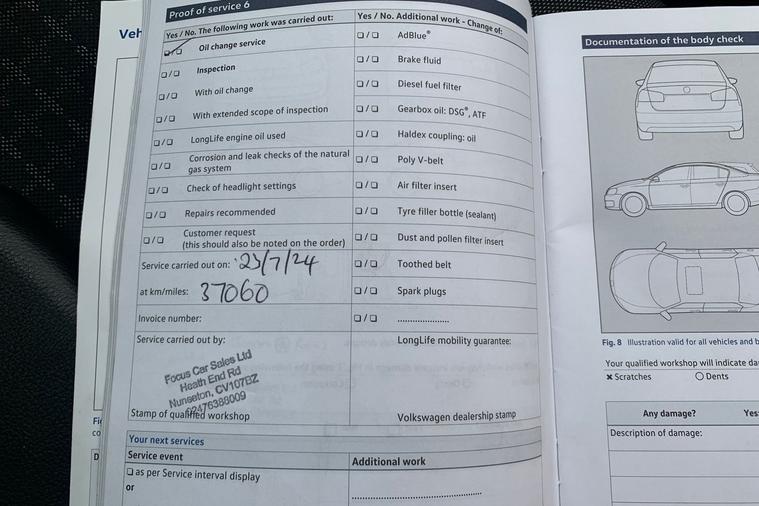 Veh
Proof of service 6
Yes / No. The following work was carried out:
❑/❑ Oil change service
❑/❑ Inspection
❑/❑ With oil change
❑/❑ With extended scope of inspection
❑/❑ LongLife engine oil used
❑/❑ Corrosion and leak checks of the natural
gas system
❑/❑ Check of headlight settings
❑/❑ Repairs recommended
❑/❑ Customer request
(this should also be noted on the order)
Service carried out on: 23/7/24
at km/miles: 37060
Invoice number:
Service carried out by:
Focus Car Sales Ltd
Heath End Rd
Nuneaton, CV107BZ
02476388009
Stamp of qualified workshop
Yes / No. Additional work – Change of:
❑/❑ AdBlue®
❑/❑ Brake fluid
❑/❑ Diesel fuel filter
❑/❑ Gearbox oil: DSG®, ATF
❑/❑ Haldex coupling: oil
❑/❑ Poly V-belt
❑/❑ Air filter insert
❑/❑ Tyre filler bottle (sealant)
❑/❑ Dust and pollen filter insert
❑/❑ Toothed belt
❑/❑ Spark plugs
❑/❑ .....................
LongLife mobility guarantee:
Volkswagen dealership stamp
Your next services
Service event
❑ as per Service interval display
or
Additional work
Fig
co
D
Documentation of the body check
Fig. 8 Illustration valid for all vehicles and b
Your qualified workshop will indicate da
✗ Scratches ○ Dents
Any damage? Yes
Description of damage: